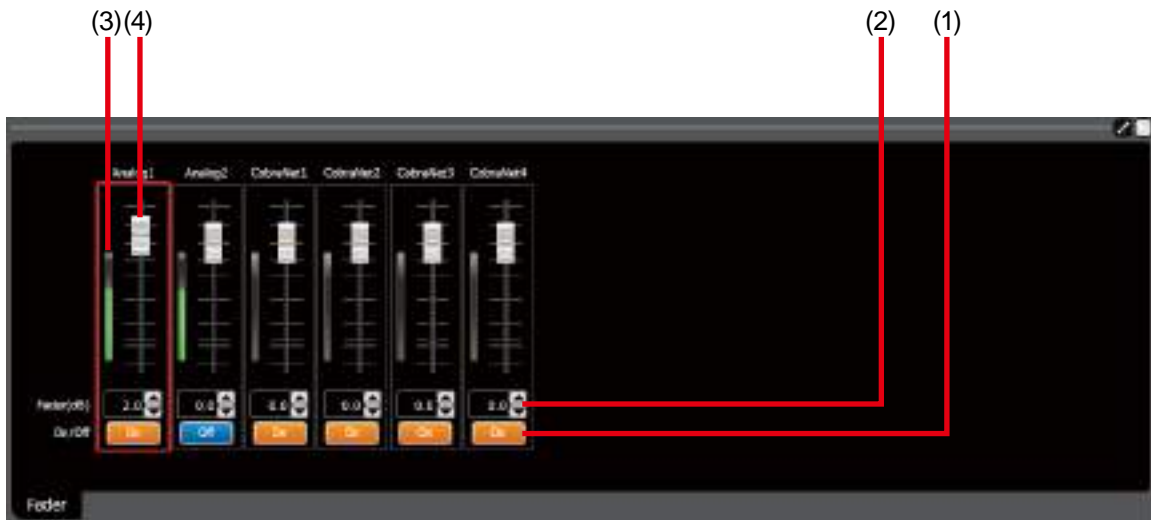 (3) (4) (2) (1)
Analog1 Analog2 CobraNet1 CobraNet2 CobraNet3 CobraNet4
Fader(dB) 2.0 0.0 0.0 0.0 0.0 0.0
On/Off On Off On On On On
Fader